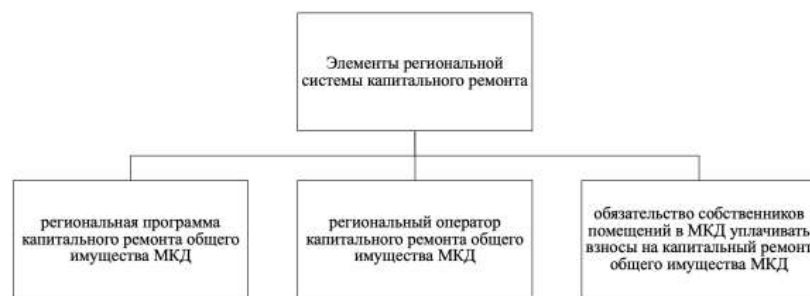 Элементы региональной
системы капитального ремонта
региональная программа
капитального ремонта общего
имущества МКД
региональный оператор
капитального ремонта общего
имущества МКД
обязательство собственников
помещений в МКД уплачивать
взносы на капитальный ремонт
общего имущества МКД